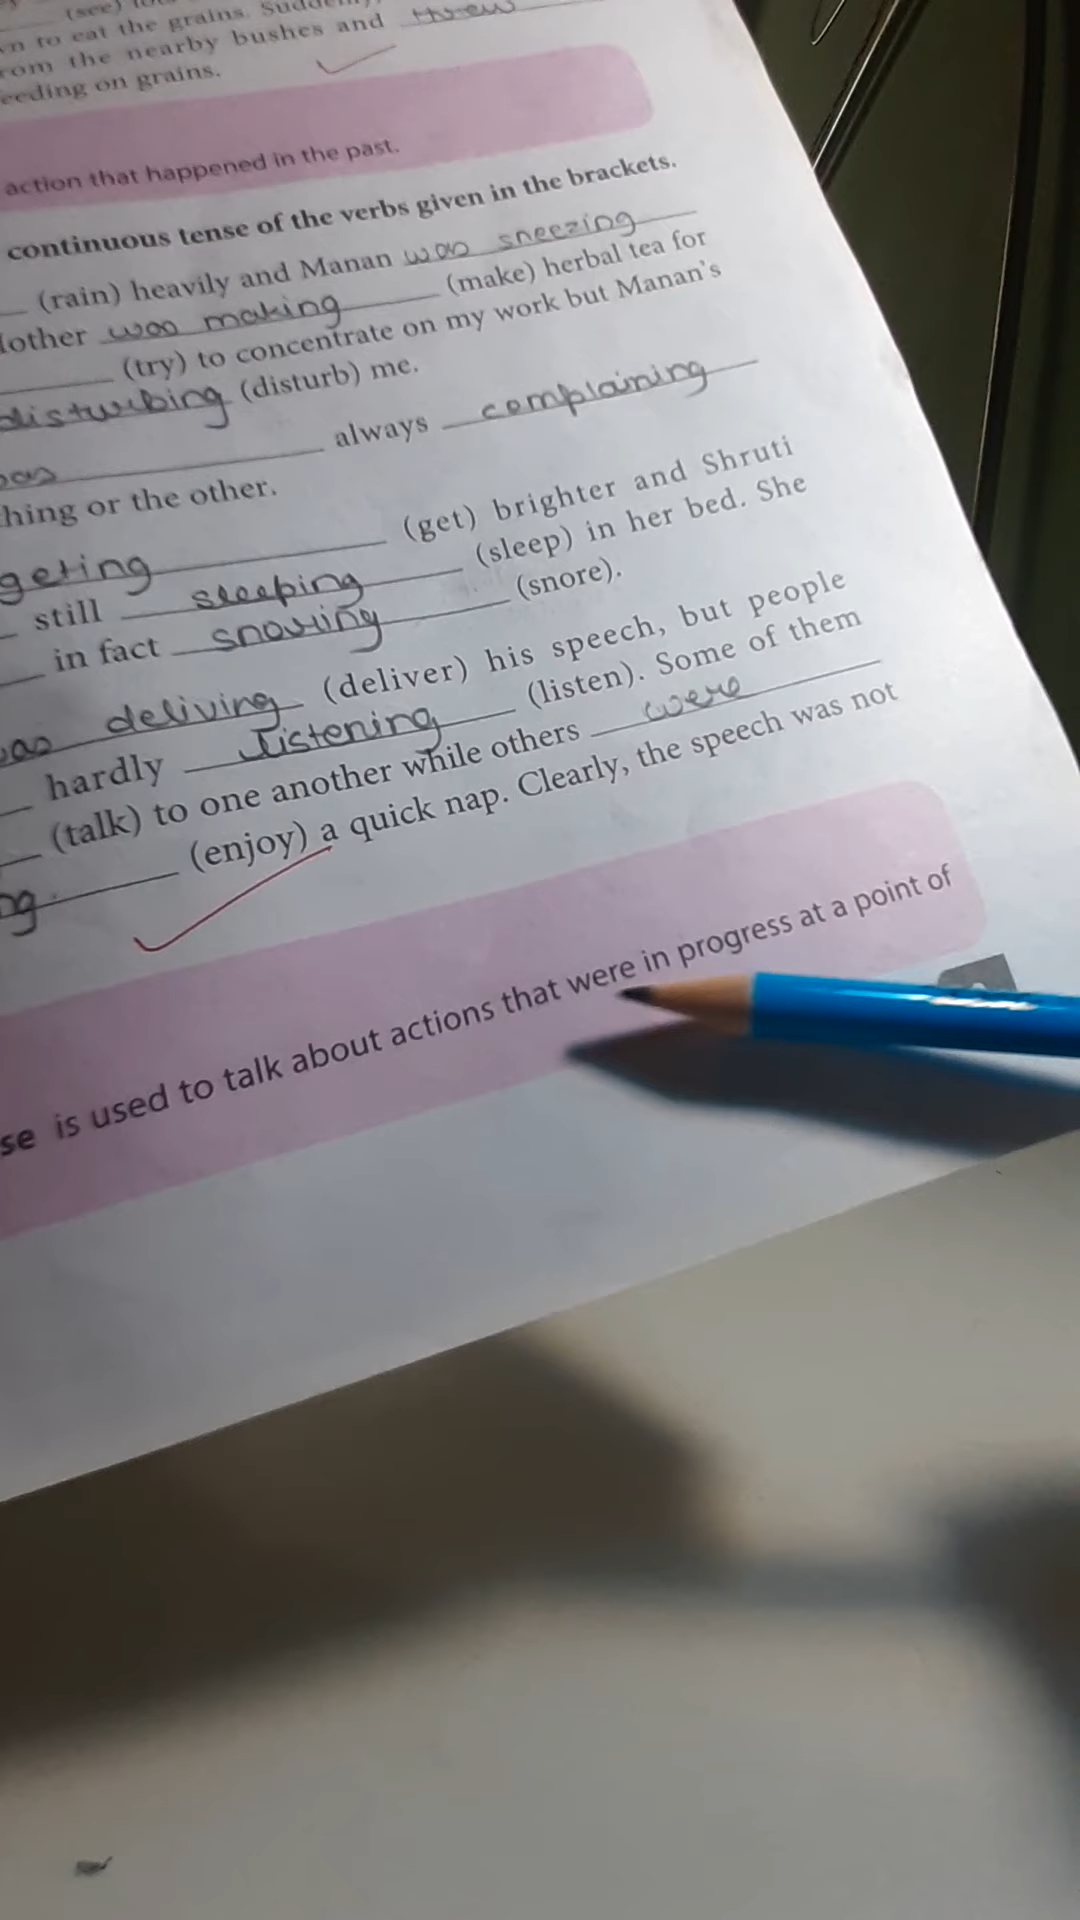 (see)
to eat the grains. Suddenly,
rom the nearby bushes and threw
eeding on grains.
action that happened in the past.
continuous tense of the verbs given in the brackets.
(rain) heavily and Manan was sneezing
other was making (make) herbal tea for
(try) to concentrate on my work but Manan's
disturbing (disturb) me.
always complaining
hing or the other.
geting (get) brighter and Shruti
still sleeping (sleep) in her bed. She
in fact snoring (snore).
deliving (deliver) his speech, but people
hardly listening (listen). Some of them
(talk) to one another while others were
ng (enjoy) a quick nap. Clearly, the speech was not
se is used to talk about actions that were in progress at a point of